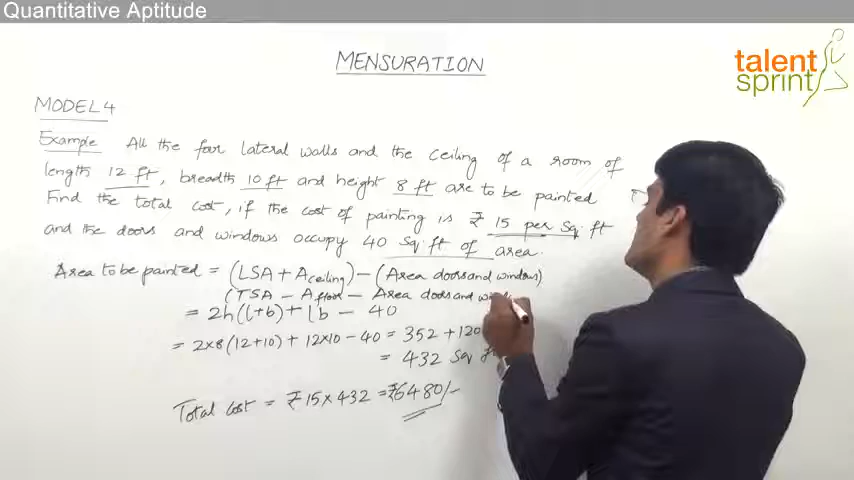 Quantitative Aptitude
MENSURATION
talent
sprint
MODEL 4
Example All the four lateral walls and the ceiling of a room of
length 12 ft, breadth 10 ft and height 8 ft are to be painted
Find the total cost, if the cost of painting is ₹ 15 per Sq. ft
and the doors and windows occupy 40 Sq. ft of area.
Area to be painted = (LSA + A ceiling) - (Area doors and windows)
(TSA - A floor - Area doors and
= 2h(l+b) + lb - 40
= 2×8(12+10) + 12×10 - 40 = 352 + 120
= 432 Sq
Total cost = ₹15×432 = ₹6480/-